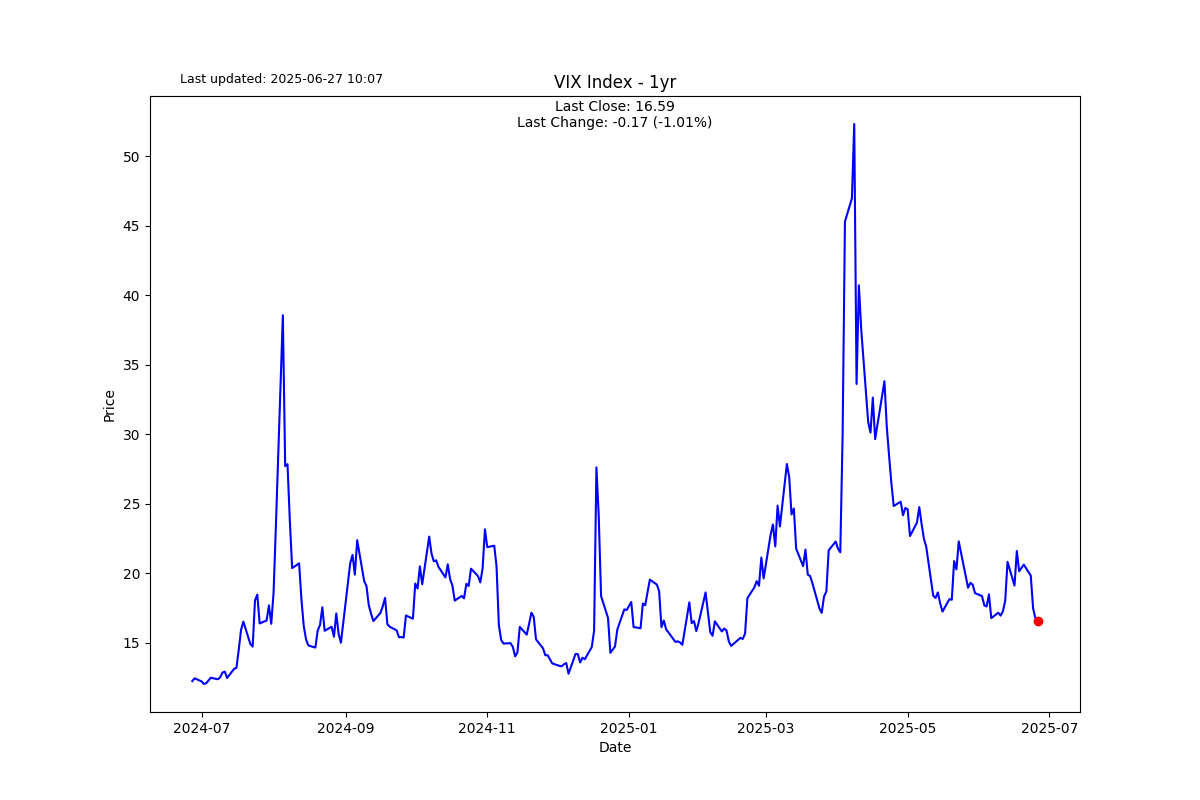 Last updated: 2025-06-27 10:07
VIX Index - 1yr
Last Close: 16.59
Last Change: -0.17 (-1.01%)
50
45
40
35
30
25
20
15
Price
2024-07
2024-09
2024-11
2025-01
2025-03
2025-05
2025-07
Date